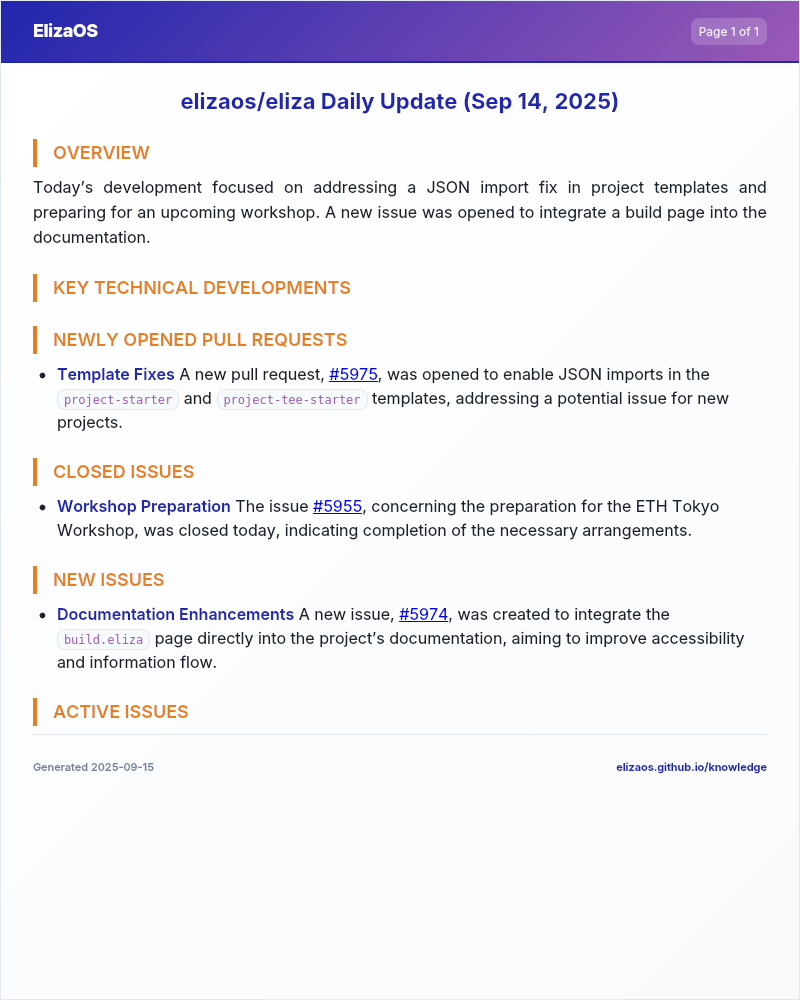 ElizaOS
Page 1 of 1
elizaos/eliza Daily Update (Sep 14, 2025)
OVERVIEW
Today's development focused on addressing a JSON import fix in project templates and
preparing for an upcoming workshop. A new issue was opened to integrate a build page into the
documentation.
KEY TECHNICAL DEVELOPMENTS
NEWLY OPENED PULL REQUESTS
• Template Fixes A new pull request, #5975, was opened to enable JSON imports in the
project-starter and project-tee-starter templates, addressing a potential issue for new
projects.
CLOSED ISSUES
• Workshop Preparation The issue #5955, concerning the preparation for the ETH Tokyo
Workshop, was closed today, indicating completion of the necessary arrangements.
NEW ISSUES
• Documentation Enhancements A new issue, #5974, was created to integrate the
build.eliza page directly into the project's documentation, aiming to improve accessibility
and information flow.
ACTIVE ISSUES
Generated 2025-09-15
elizaos.github.io/knowledge